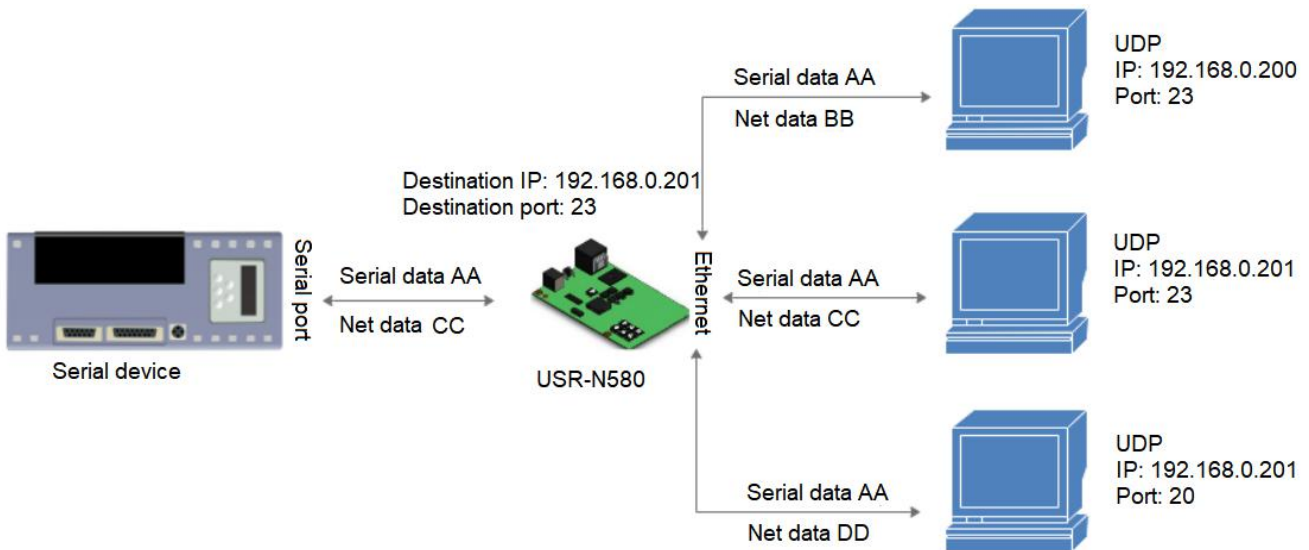 Serial data AA
Net data BB
UDP
IP: 192.168.0.200
Port: 23
Destination IP: 192.168.0.201
Destination port: 23
Serial port
Serial data AA
Net data CC
Ethernet
Serial data AA
Net data CC
UDP
IP: 192.168.0.201
Port: 23
Serial device
USR-N580
Serial data AA
Net data DD
UDP
IP: 192.168.0.201
Port: 20